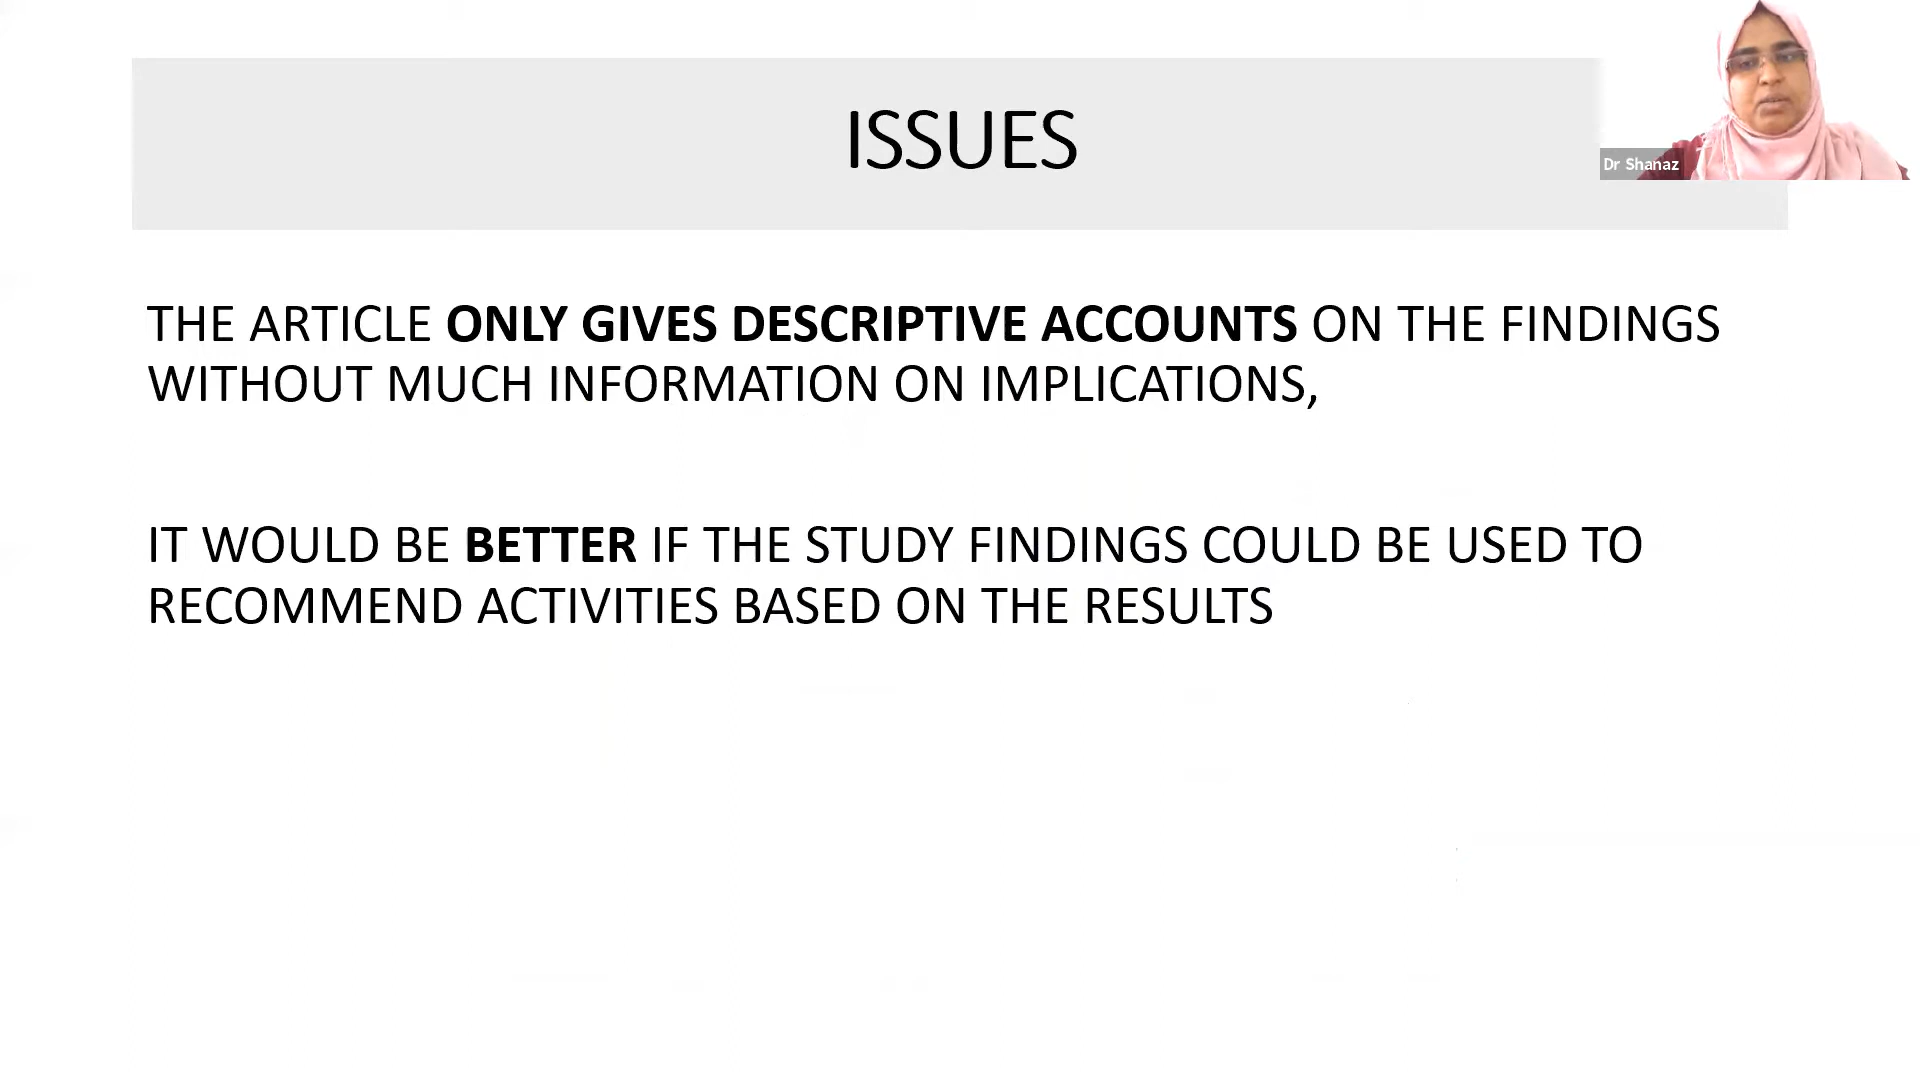 ISSUES
Dr Shanaz
THE ARTICLE ONLY GIVES DESCRIPTIVE ACCOUNTS ON THE FINDINGS
WITHOUT MUCH INFORMATION ON IMPLICATIONS,
IT WOULD BE BETTER IF THE STUDY FINDINGS COULD BE USED TO
RECOMMEND ACTIVITIES BASED ON THE RESULTS